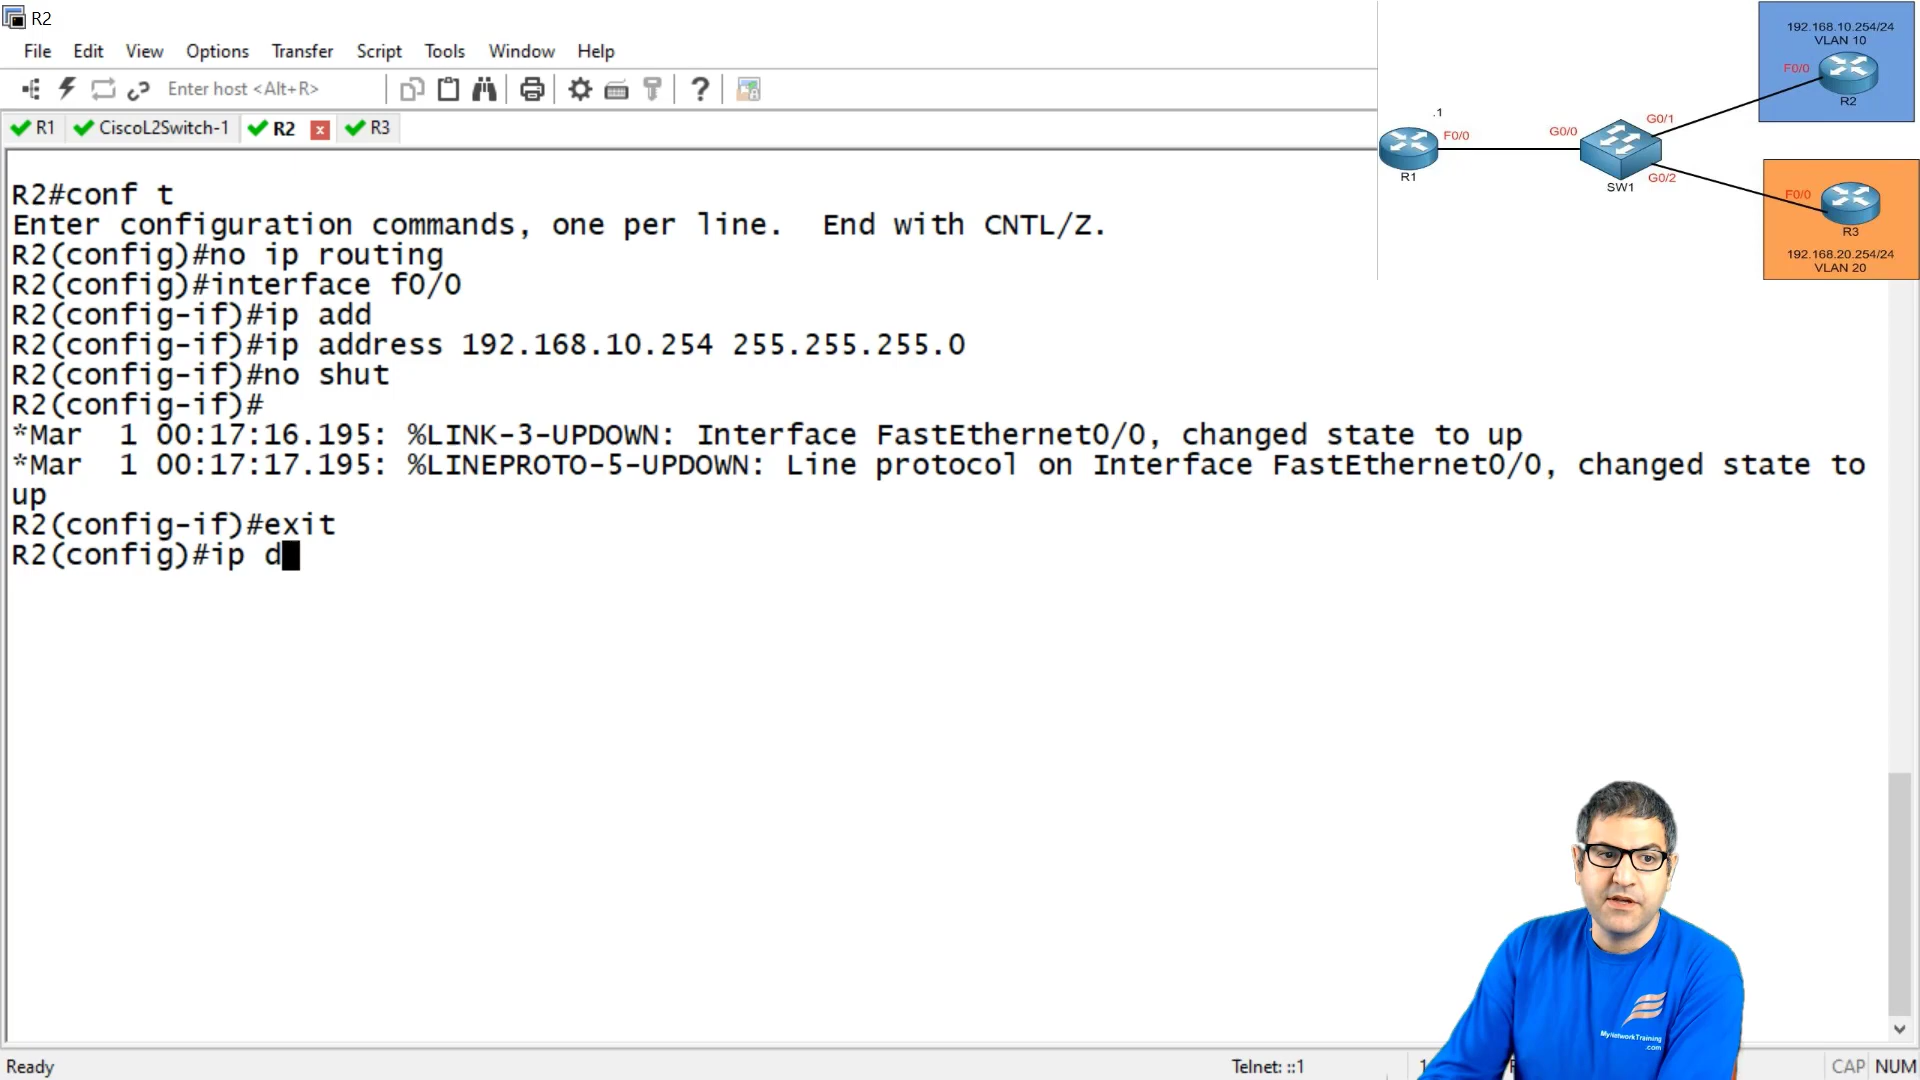 R2
File Edit View Options Transfer Script Tools Window Help
Enter host <Alt+R>
R1 CiscoL2Switch-1 R2 R3
R2#conf t
Enter configuration commands, one per line.  End with CNTL/Z.
R2(config)#no ip routing
R2(config)#interface f0/0
R2(config-if)#ip add
R2(config-if)#ip address 192.168.10.254 255.255.255.0
R2(config-if)#no shut
R2(config-if)#
*Mar  1 00:17:16.195: %LINK-3-UPDOWN: Interface FastEthernet0/0, changed state to up
*Mar  1 00:17:17.195: %LINEPROTO-5-UPDOWN: Line protocol on Interface FastEthernet0/0, changed state to
up
R2(config-if)#exit
R2(config)#ip d
192.168.10.254/24
VLAN 10
F0/0
R2
.1
F0/0
R1
G0/0
G0/1
SW1
G0/2
F0/0
R3
192.168.20.254/24
VLAN 20
MyNetworkTraining
.com
Ready
Telnet: ::1
CAP NUM